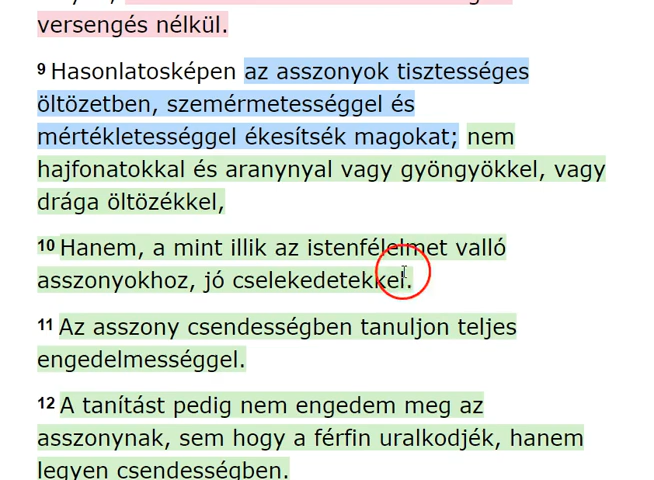 versengés nélkül.
9 Hasonlatosképen az asszonyok tisztességes
öltözetben, szemérmetességgel és
mértékletességgel ékesítsék magokat; nem
hajfonatokkal és aranynyal vagy gyöngyökkel, vagy
drága öltözékkel,
10 Hanem, a mint illik az istenfélelmet valló
asszonyokhoz, jó cselekedetekkel.
11 Az asszony csendességben tanuljon teljes
engedelmességgel.
12 A tanítást pedig nem engedem meg az
asszonynak, sem hogy a férfin uralkodjék, hanem
legyen csendességben.